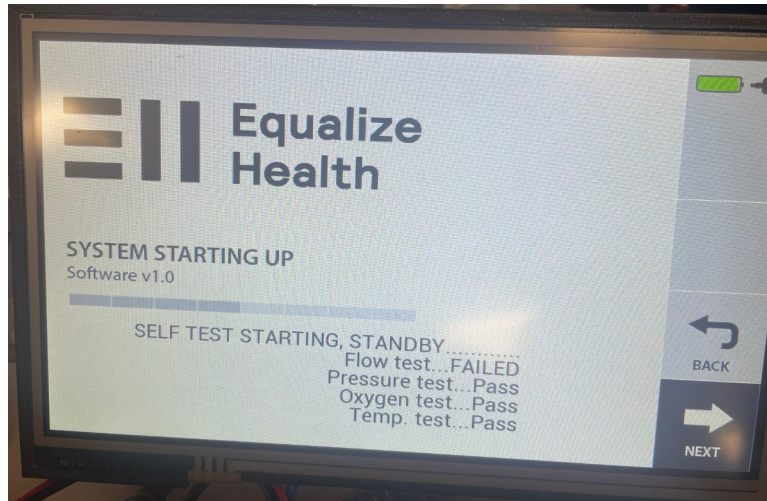 Equalize
Health
SYSTEM STARTING UP
Software v1.0
SELF TEST STARTING, STANDBY............
Flow test...FAILED
Pressure test...Pass
Oxygen test...Pass
Temp. test...Pass
BACK
NEXT